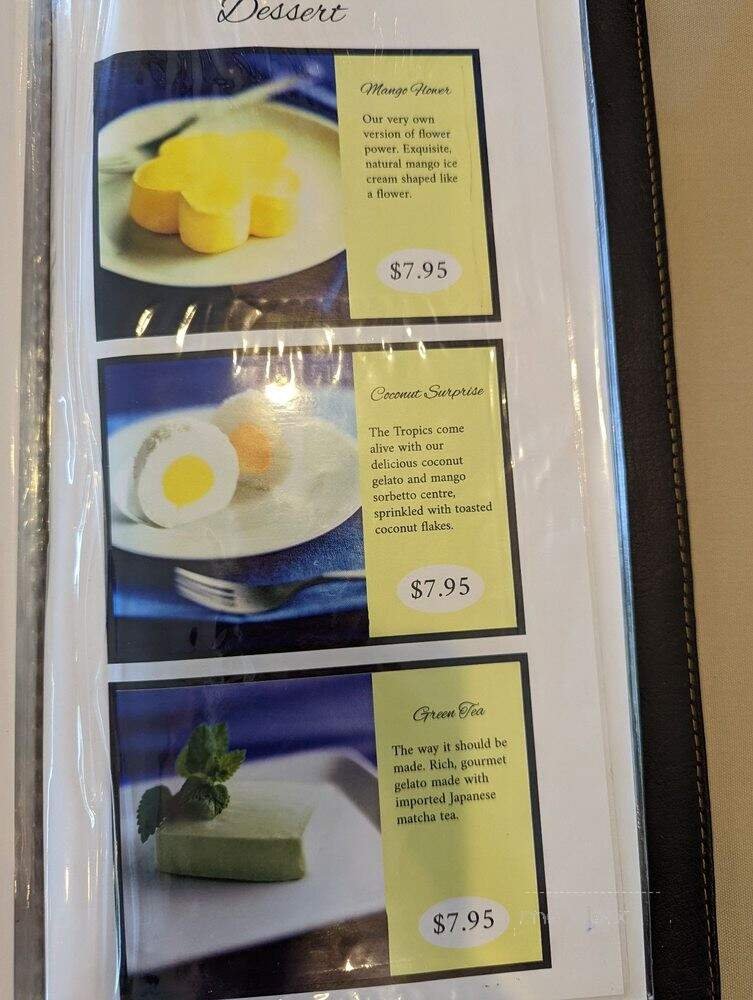 Dessert
Mango Flower
Our very own
version of flower
power. Exquisite,
natural mango ice
cream shaped like
a flower.
$7.95
Coconut Surprise
The Tropics come
alive with our
delicious coconut
gelato and mango
sorbetto centre,
sprinkled with toasted
coconut flakes.
$7.95
Green Tea
The way it should be
made. Rich, gourmet
gelato made with
imported Japanese
matcha tea.
$7.95